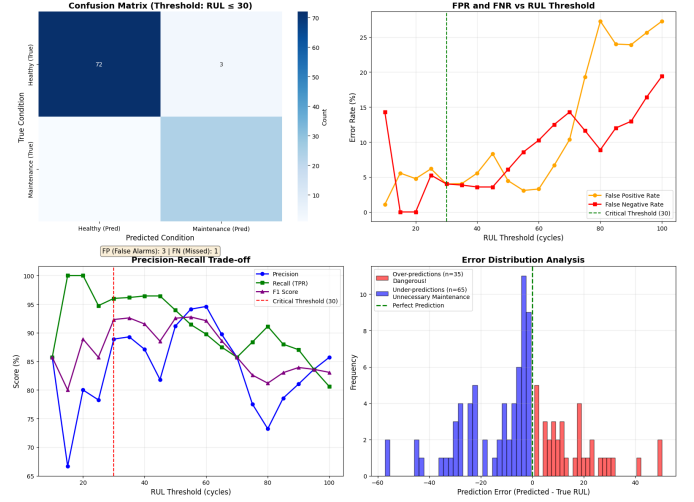 Confusion Matrix (Threshold: RUL ≤ 30)
Healthy (True)
Maintenance (True)
True Condition
72
3
Healthy (Pred)
Maintenance (Pred)
Predicted Condition
70
60
50
40
30
20
10
Count
FP (False Alarms): 3 | FN (Missed): 1
FPR and FNR vs RUL Threshold
Error Rate (%)
25
20
15
10
5
0
20
40
60
80
100
RUL Threshold (cycles)
False Positive Rate
False Negative Rate
Critical Threshold (30)
Precision-Recall Trade-off
Score (%)
100
95
90
85
80
75
70
65
20
40
60
80
100
RUL Threshold (cycles)
Precision
Recall (TPR)
F1 Score
Critical Threshold (30)
Error Distribution Analysis
Frequency
10
8
6
4
2
0
−60
−40
−20
0
20
40
Prediction Error (Predicted - True RUL)
Over-predictions (n=35)
Dangerous!
Under-predictions (n=65)
Unnecessary Maintenance
Perfect Prediction